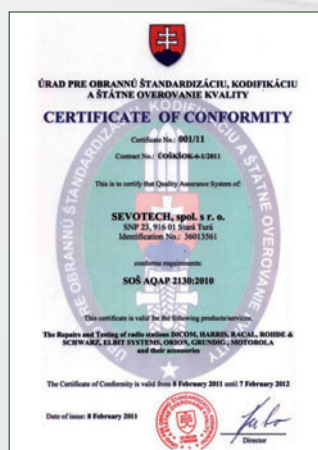 ÚRAD PRE OBRANNÚ ŠTANDARDIZÁCIU, KODIFIKÁCIU
A ŠTÁTNE OVEROVANIE KVALITY
CERTIFICATE OF CONFORMITY
Certificate No.: 001/11
Contract No.: ÚOŠKŠOK-6-1/2011
This is to certify that Quality Assurance System of:
SEVOTECH, spol. s r. o.
SNP 23, 916 01 Stará Turá
Identification No.: 36013561
conforms requirements:
SOŠ AQAP 2130:2010
This certificate is valid for the following products/services:
The Repairs and Testing of radio stations DICOM, HARRIS, RACAL, ROHDE &
SCHWARZ, ELBIT SYSTEMS, ORION, GRUNDIG, MOTOROLA
and their accessories
The Certificate of Conformity is valid from 8 February 2011 until 7 February 2012
Date of issue: 8 February 2011
Director